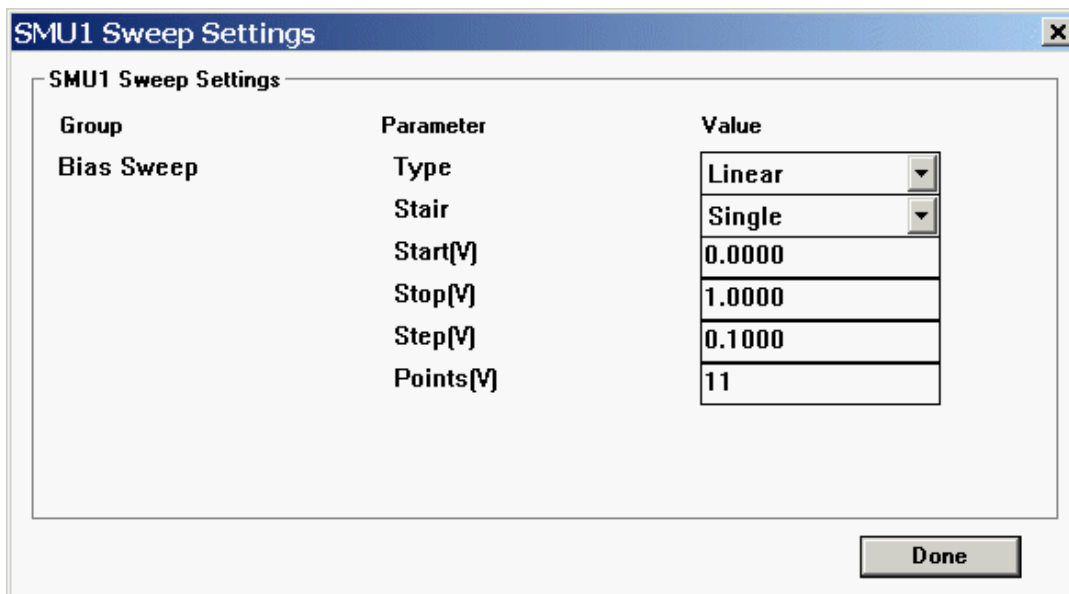 SMU1 Sweep Settings
SMU1 Sweep Settings
Group Parameter Value
Bias Sweep Type Linear
Stair Single
Start(V) 0.0000
Stop(V) 1.0000
Step(V) 0.1000
Points(V) 11
Done